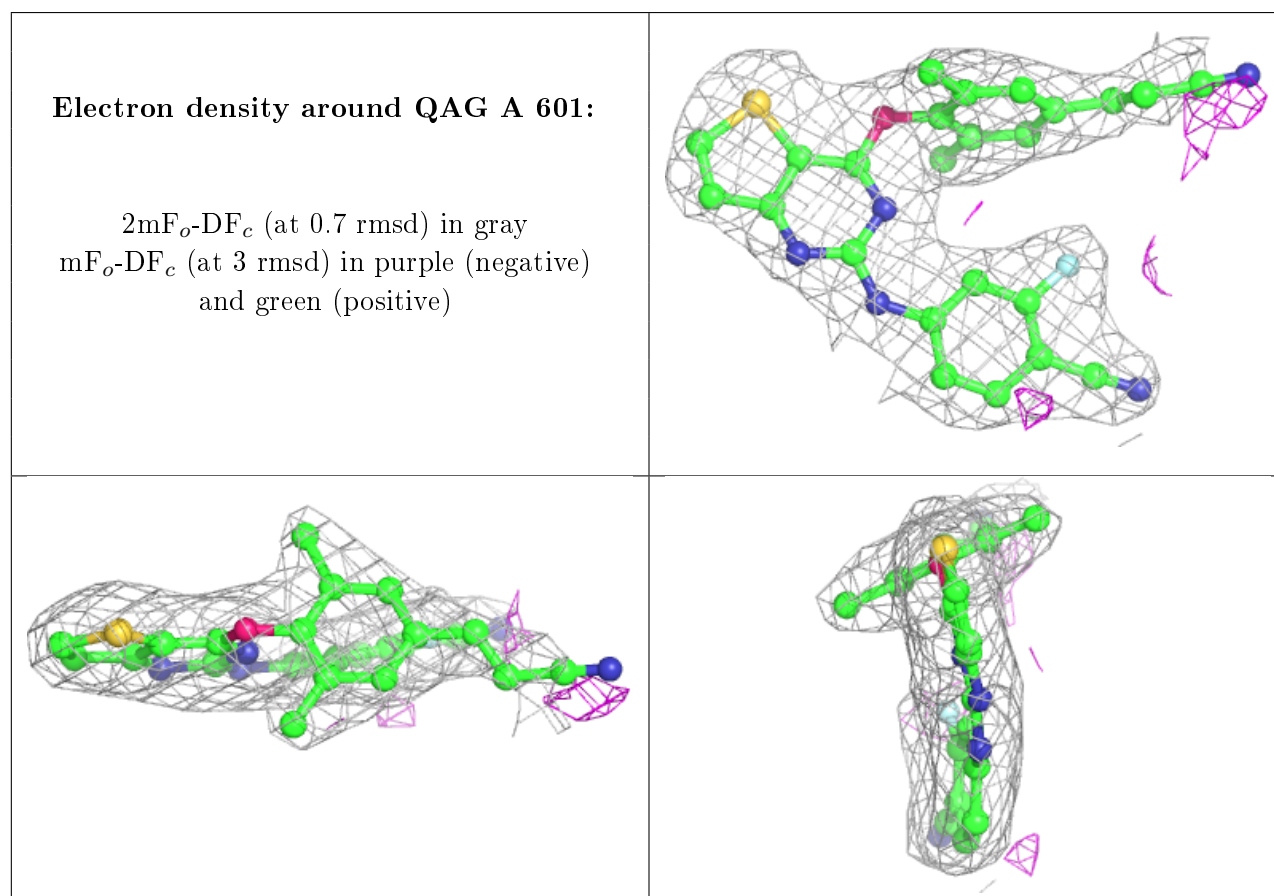 Electron density around QAG A 601:
2mFo-DFc (at 0.7 rmsd) in gray
mFo-DFc (at 3 rmsd) in purple (negative)
and green (positive)